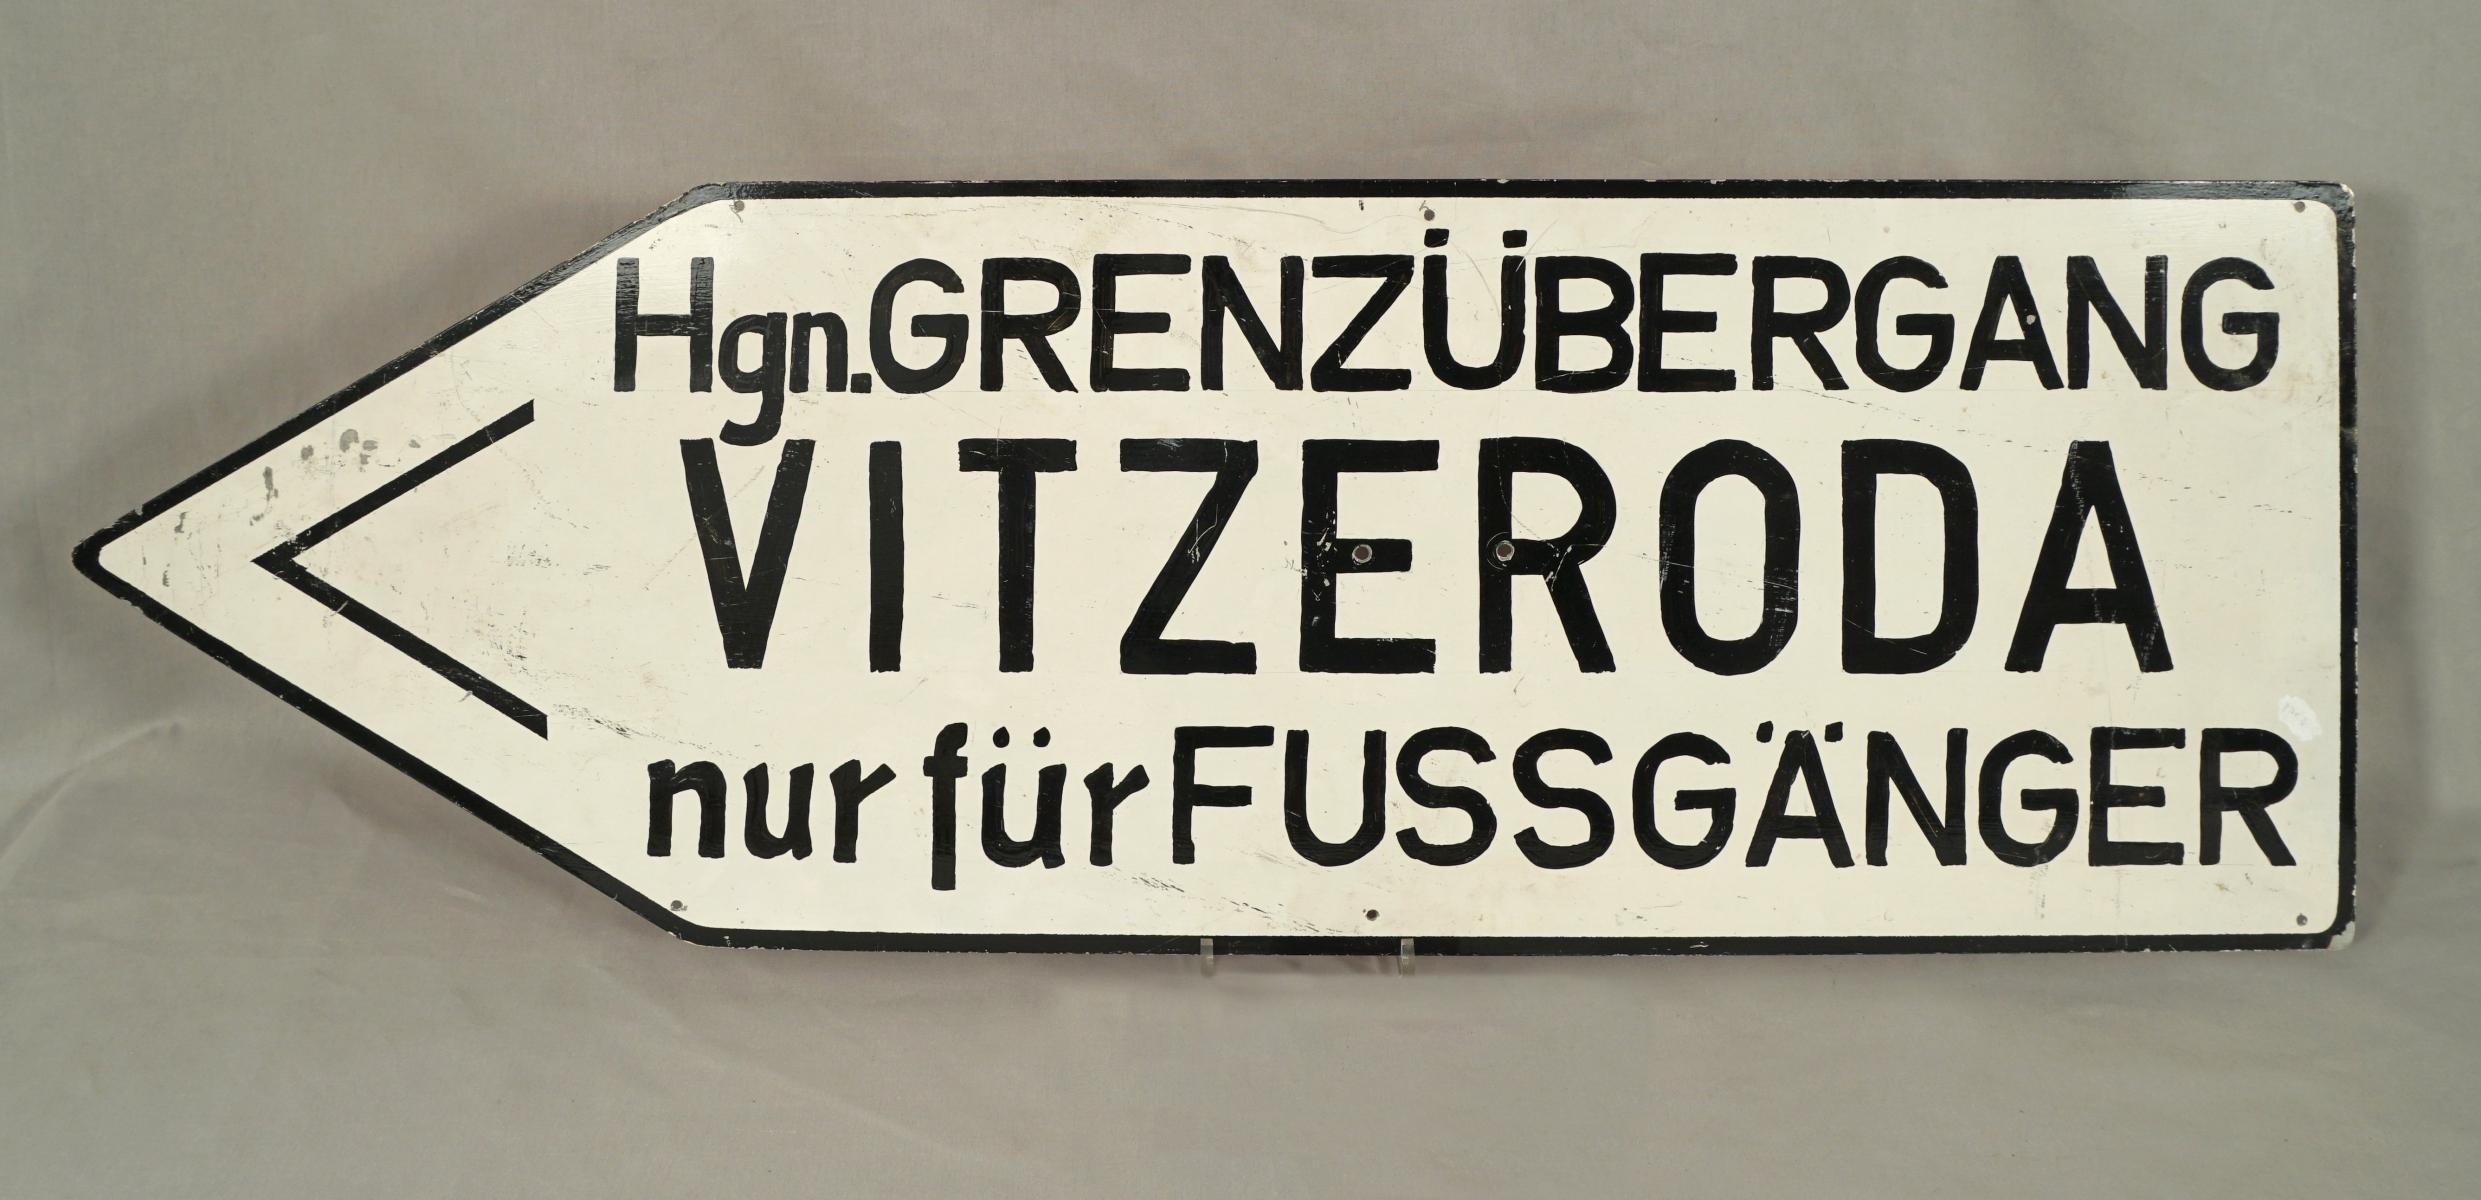 Hgn. GRENZÜBERGANG
VITZERODA
nur für FUSSGÄNGER